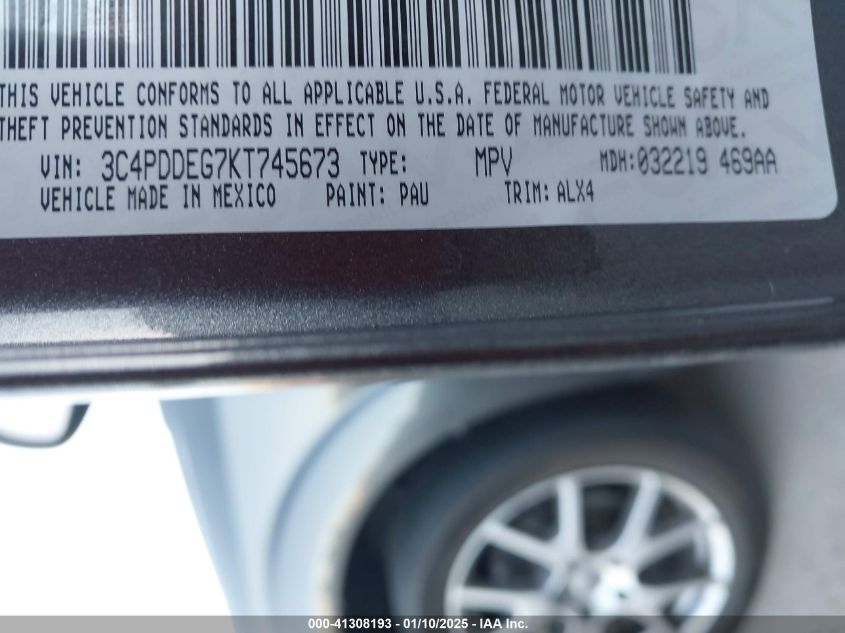 THIS VEHICLE CONFORMS TO ALL APPLICABLE U.S.A. FEDERAL MOTOR VEHICLE SAFETY AND
THEFT PREVENTION STANDARDS IN EFFECT ON THE DATE OF MANUFACTURE SHOWN ABOVE.
VIN: 3C4PDDEG7KT745673 TYPE: MPV MDH:032219 469AA
VEHICLE MADE IN MEXICO PAINT: PAU TRIM: ALX4
000-41308193 - 01/10/2025 - IAA Inc.